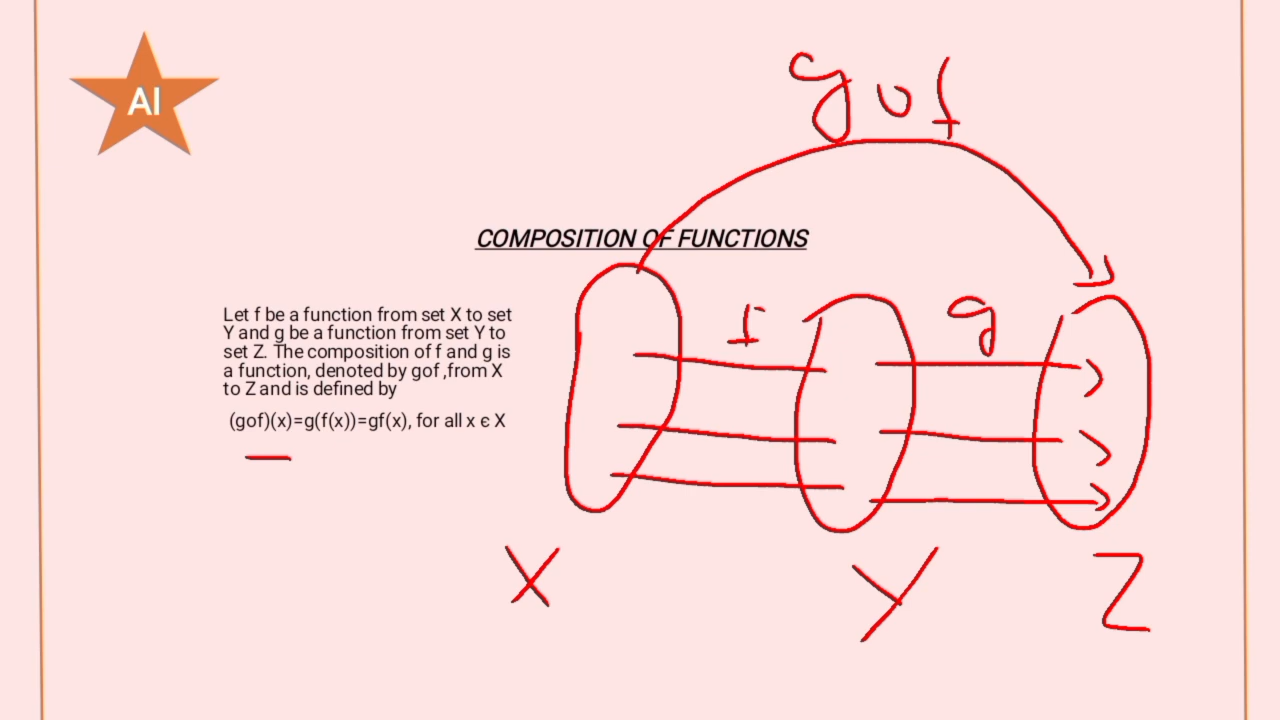 AI
gof
COMPOSITION OF FUNCTIONS
Let f be a function from set X to set
Y and g be a function from set Y to
set Z. The composition of f and g is
a function, denoted by gof ,from X
to Z and is defined by
(gof)(x)=g(f(x))=gf(x), for all x є X
f
g
X
Y
Z